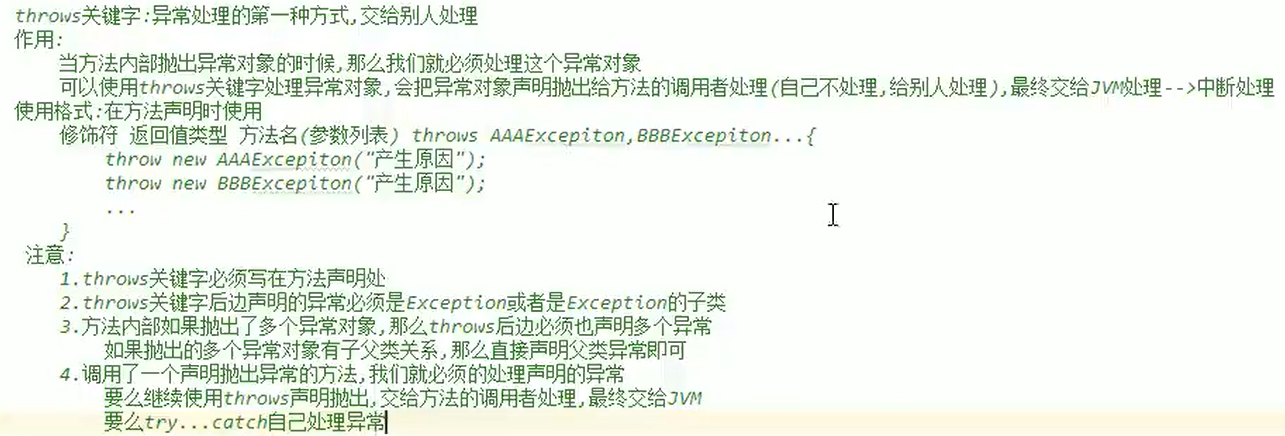 throws关键字:异常处理的第一种方式,交给别人处理
作用:
当方法内部抛出异常对象的时候,那么我们就必须处理这个异常对象
可以使用throws关键字处理异常对象,会把异常对象声明抛出给方法的调用者处理(自己不处理,给别人处理),最终交给JVM处理-->中断处理
使用格式:在方法声明时使用
修饰符 返回值类型 方法名(参数列表) throws AAAExcepiton,BBBExcepiton...{
throw new AAAExcepiton("产生原因");
throw new BBBExcepiton("产生原因");
...
}
注意:
1.throws关键字必须写在方法声明处
2.throws关键字后边声明的异常必须是Exception或者是Exception的子类
3.方法内部如果抛出了多个异常对象,那么throws后边必须也声明多个异常
如果抛出的多个异常对象有子父类关系,那么直接声明父类异常即可
4.调用了一个声明抛出异常的方法,我们就必须的处理声明的异常
要么继续使用throws声明抛出,交给方法的调用者处理,最终交给JVM
要么try...catch自己处理异常